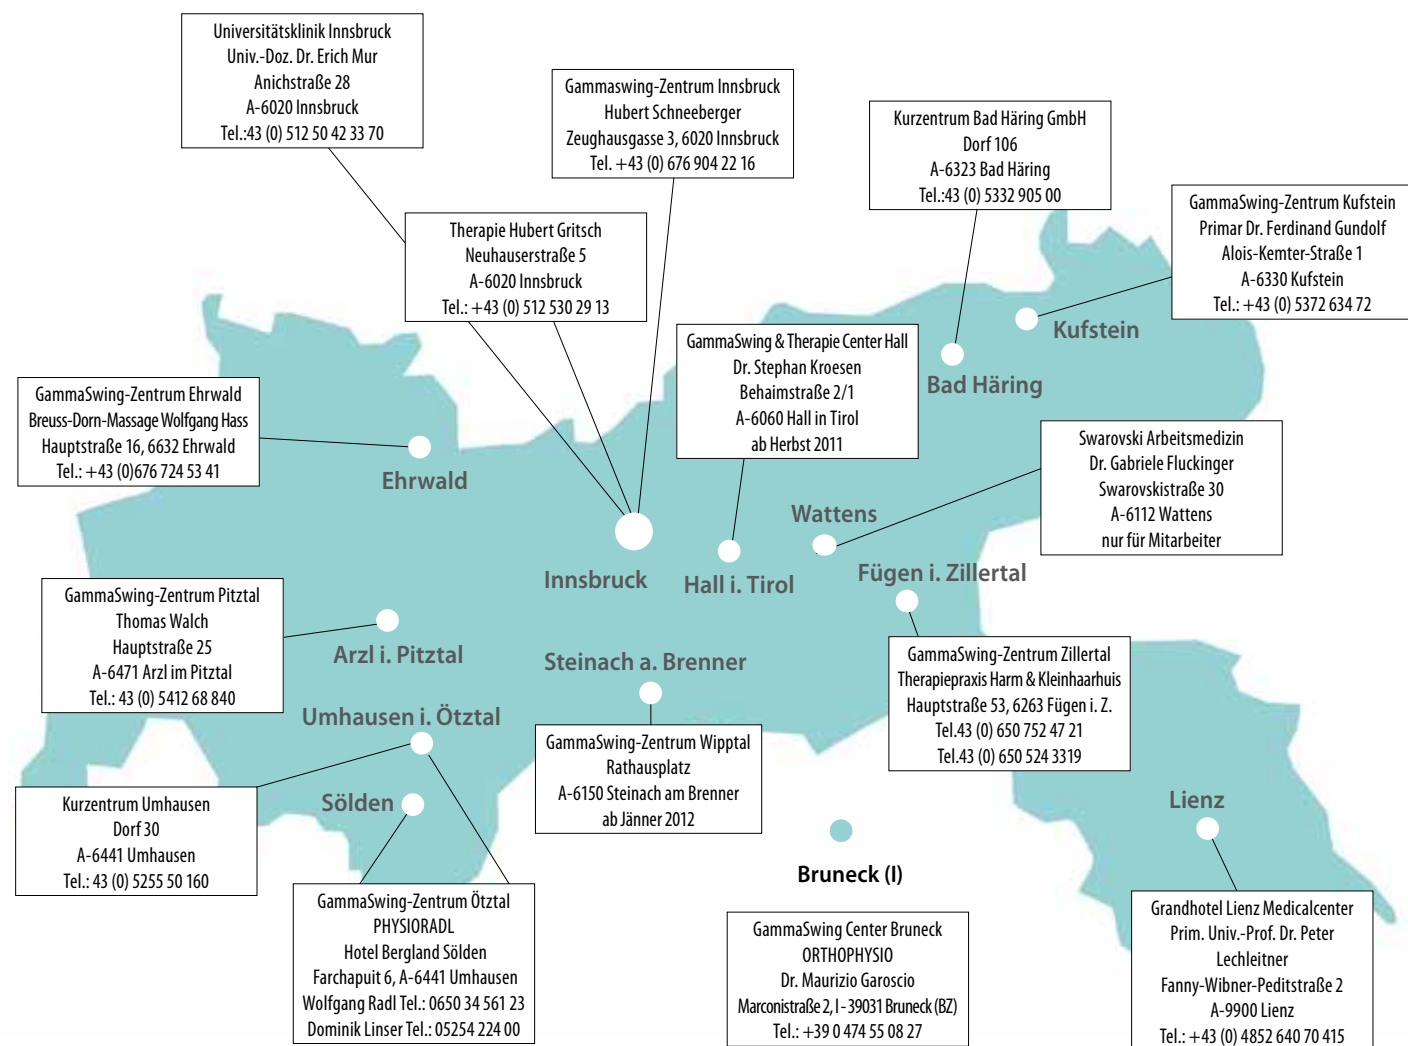 Universitätsklinik Innsbruck
Univ.-Doz. Dr. Erich Mur
Anichstraße 28
A-6020 Innsbruck
Tel.:43 (0) 512 50 42 33 70
Gammaswing-Zentrum Innsbruck
Hubert Schneeberger
Zeughausgasse 3, 6020 Innsbruck
Tel. +43 (0) 676 904 22 16
Kurzentrum Bad Häring GmbH
Dorf 106
A-6323 Bad Häring
Tel.:43 (0) 5332 905 00
GammaSwing-Zentrum Kufstein
Primar Dr. Ferdinand Gundolf
Alois-Kemter-Straße 1
A-6330 Kufstein
Tel.: +43 (0) 5372 634 72
Therapie Hubert Gritsch
Neuhauserstraße 5
A-6020 Innsbruck
Tel.: +43 (0) 512 530 29 13
Kufstein
GammaSwing & Therapie Center Hall
Dr. Stephan Kroesen
Behaimstraße 2/1
A-6060 Hall in Tirol
ab Herbst 2011
Bad Häring
GammaSwing-Zentrum Ehrwald
Breuss-Dorn-Massage Wolfgang Hass
Hauptstraße 16, 6632 Ehrwald
Tel.: +43 (0)676 724 53 41
Ehrwald
Swarovski Arbeitsmedizin
Dr. Gabriele Fluckinger
Swarovskistraße 30
A-6112 Wattens
nur für Mitarbeiter
Wattens
Innsbruck
Hall i. Tirol
Fügen i. Zillertal
GammaSwing-Zentrum Pitztal
Thomas Walch
Hauptstraße 25
A-6471 Arzl im Pitztal
Tel.: 43 (0) 5412 68 840
Arzl i. Pitztal
Steinach a. Brenner
GammaSwing-Zentrum Zillertal
Therapiepraxis Harm & Kleinhaarhuis
Hauptstraße 53, 6263 Fügen i. Z.
Tel.43 (0) 650 752 47 21
Tel.43 (0) 650 524 3319
Umhausen i. Ötztal
GammaSwing-Zentrum Wipptal
Rathausplatz
A-6150 Steinach am Brenner
ab Jänner 2012
Kurzentrum Umhausen
Dorf 30
A-6441 Umhausen
Tel.: 43 (0) 5255 50 160
Sölden
Lienz
Bruneck (I)
GammaSwing-Zentrum Ötztal
PHYSIORADL
Hotel Bergland Sölden
Farchapuit 6, A-6441 Umhausen
Wolfgang Radl Tel.: 0650 34 561 23
Dominik Linser Tel.: 05254 224 00
GammaSwing Center Bruneck
ORTHOPHYSIO
Dr. Maurizio Garoscio
Marconistraße 2, I - 39031 Bruneck (BZ)
Tel.: +39 0 474 55 08 27
Grandhotel Lienz Medicalcenter
Prim. Univ.-Prof. Dr. Peter
Lechleitner
Fanny-Wibner-Peditstraße 2
A-9900 Lienz
Tel.: +43 (0) 4852 640 70 415